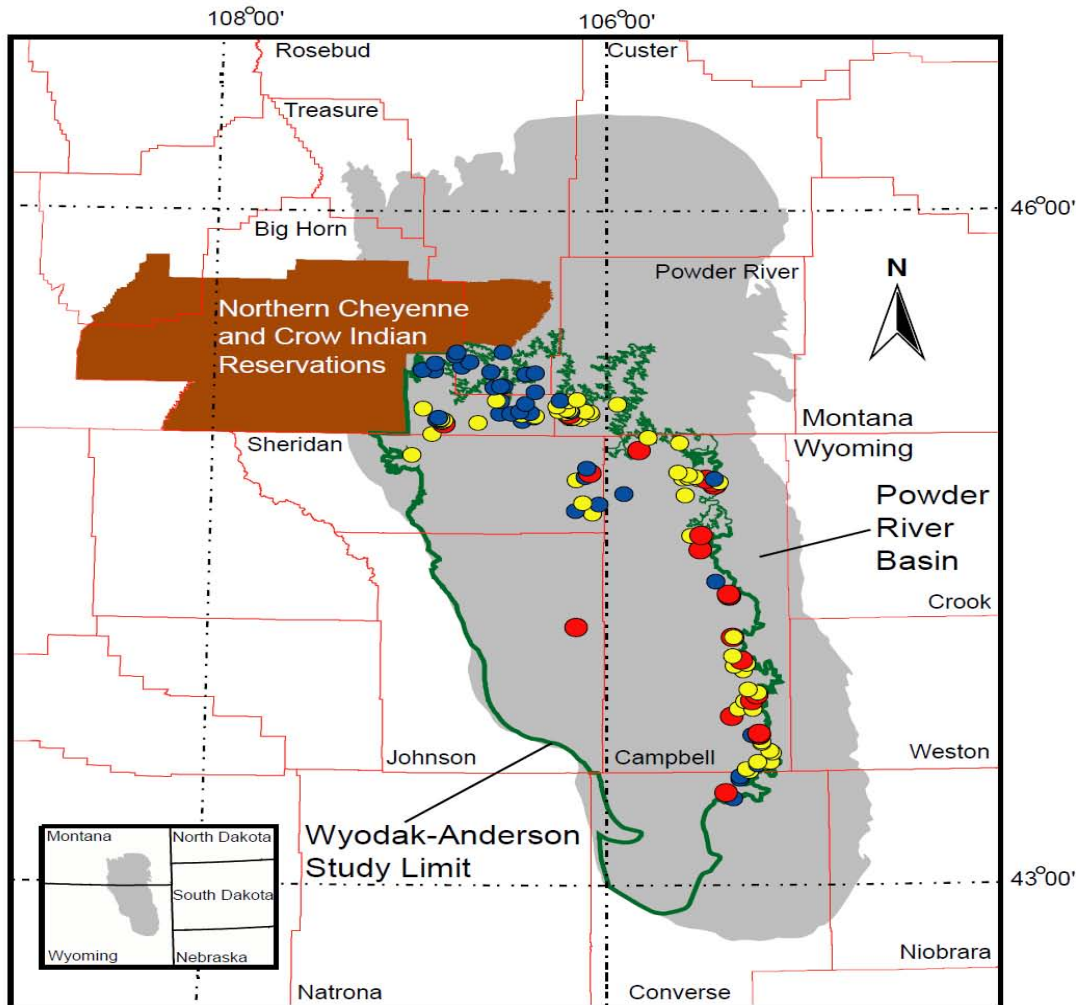 108°00'
106°00'
Rosebud
Custer
Treasure
46°00'
Big Horn
Powder River
N
Northern Cheyenne
and Crow Indian
Reservations
Montana
Sheridan
Wyoming
Powder
River
Basin
Crook
Johnson
Campbell
Weston
Wyodak-Anderson
Study Limit
43°00'
Montana
North Dakota
South Dakota
Wyoming
Nebraska
Niobrara
Natrona
Converse